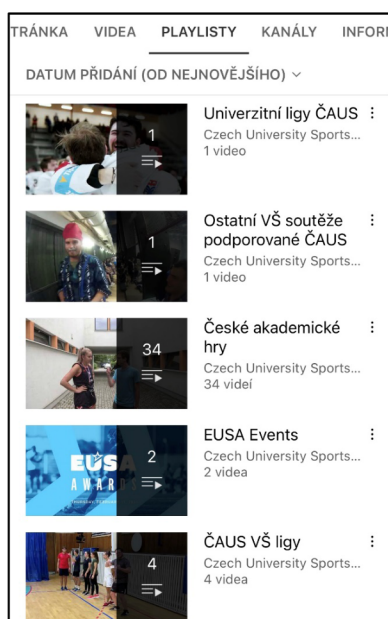 TRÁNKA VIDEA PLAYLISTY KANÁLY INFOR
DATUM PŘIDÁNÍ (OD NEJNOVĚJŠÍHO)
1
Univerzitní ligy ČAUS
Czech University Sports...
1 video
1
Ostatní VŠ soutěže
podporované ČAUS
Czech University Sports...
1 video
34
České akademické
hry
Czech University Sports...
34 videí
EUSA
AWARDS
2
EUSA Events
Czech University Sports...
2 videa
4
ČAUS VŠ ligy
Czech University Sports...
4 videa